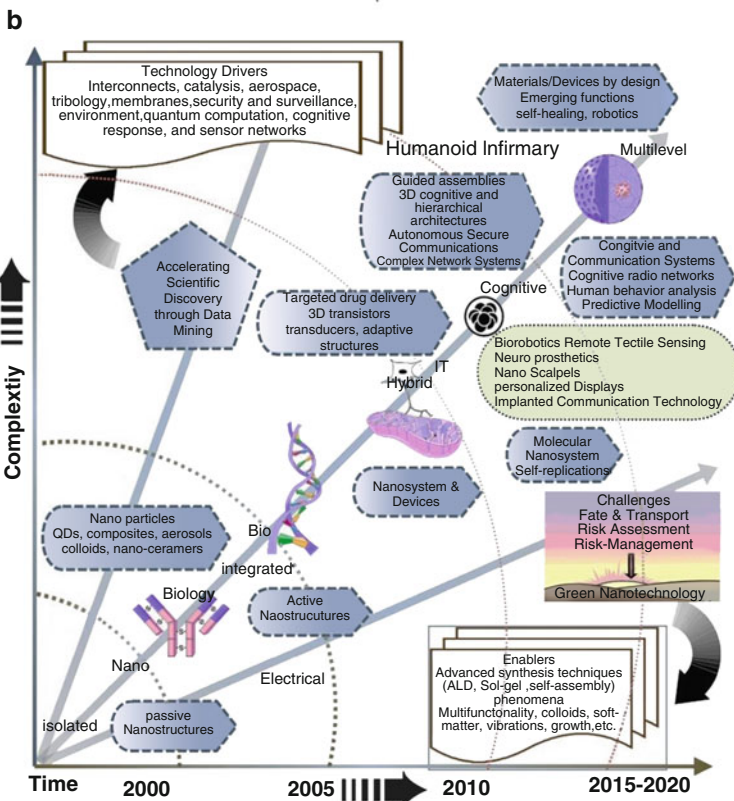 b
Technology Drivers
Interconnects, catalysis, aerospace,
tribology,membranes,security and surveillance,
environment,quantum computation, cognitive
response, and sensor networks
Materials/Devices by design
Emerging functions
self-healing, robotics
Humanoid Infirmary
Multilevel
Guided assemblies
3D cognitive and
hierarchical
architectures
Autonomous Secure
Communications
Complex Network Systems
Congitvie and
Communication Systems
Cognitive radio networks
Human behavior analysis
Predictive Modelling
Accelerating
Scientific
Discovery
through Data
Mining
Cognitive
Targeted drug delivery
3D transistors
transducers, adaptive
structures
Biorobotics Remote Tectile Sensing
Neuro prosthetics
Nano Scalpels
personalized Displays
Implanted Communication Technology
IT
Hybrid
Complextiy
Molecular
Nanosystem
Self-replications
Nanosystem &
Devices
Challenges
Fate & Transport
Risk Assessment
Risk-Management
Green Nanotechnology
Nano particles
QDs, composites, aerosols
colloids, nano-ceramers
Bio
integrated
Biology
Active
Naostrucutures
Nano
Electrical
Enablers
Advanced synthesis techniques
(ALD, Sol-gel ,self-assembly)
phenomena
Multifunctonality, colloids, soft-
matter, vibrations, growth,etc.
isolated
passive
Nanostructures
Time
2000
2005
2010
2015-2020